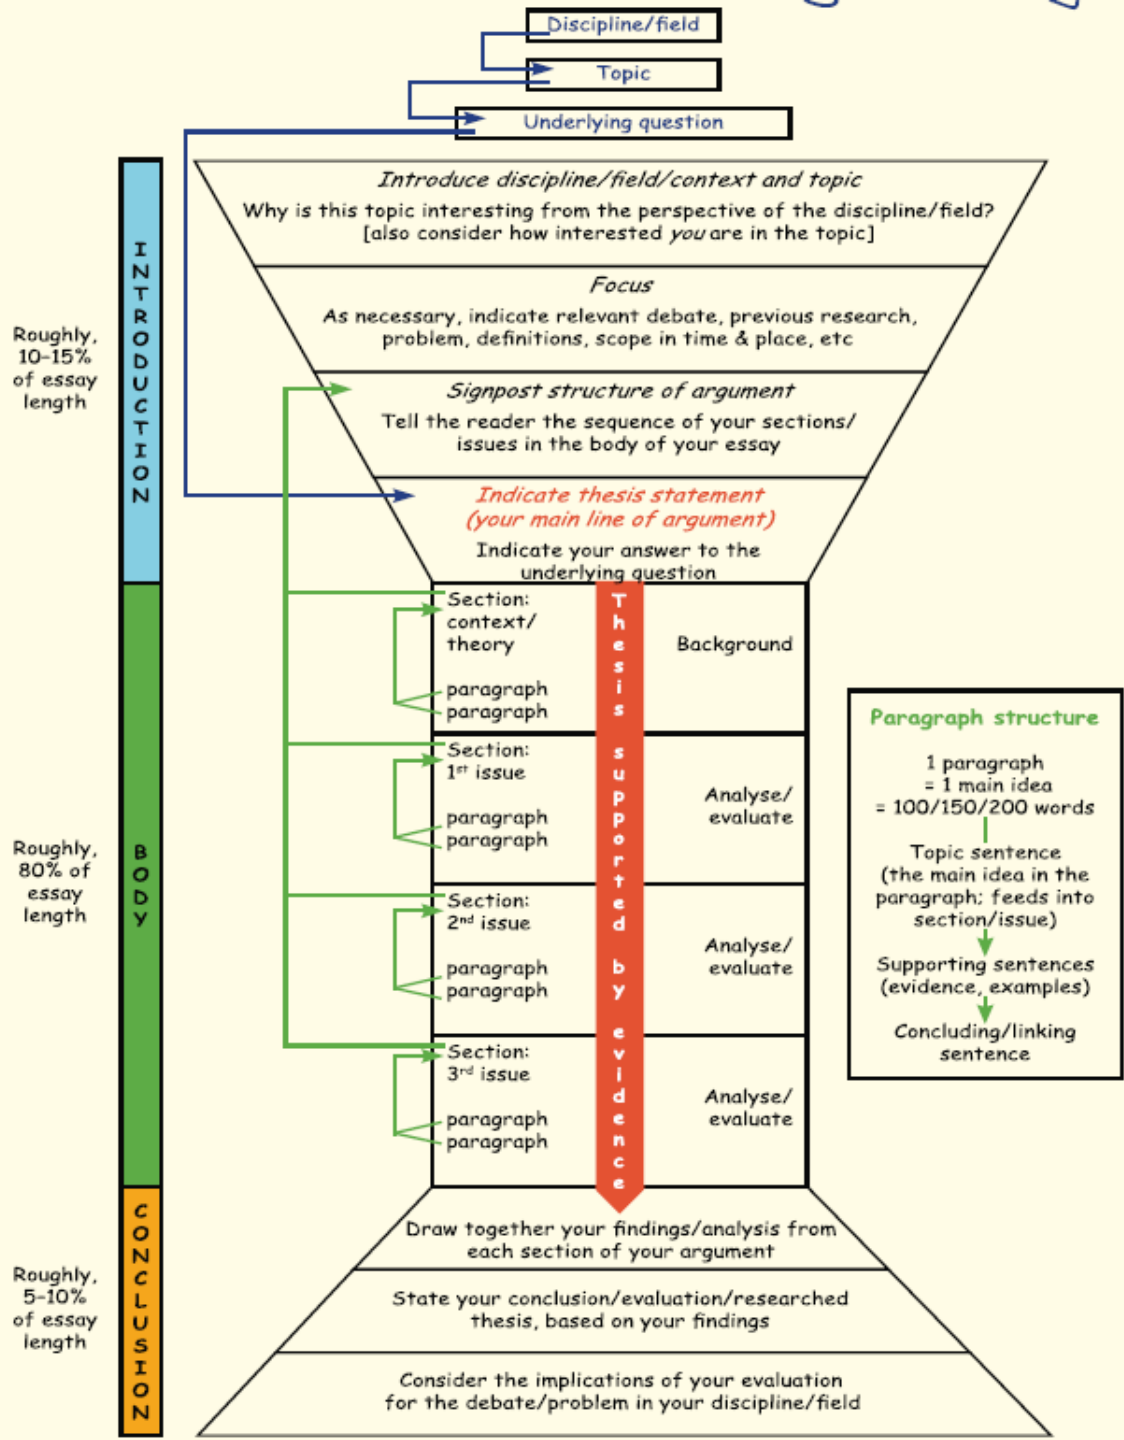 Discipline/field
Topic
Underlying question
INTRODUCTION
Roughly,
10–15%
of essay
length
Introduce discipline/field/context and topic
Why is this topic interesting from the perspective of the discipline/field?
[also consider how interested you are in the topic]
Focus
As necessary, indicate relevant debate, previous research,
problem, definitions, scope in time & place, etc
Signpost structure of argument
Tell the reader the sequence of your sections/
issues in the body of your essay
Indicate thesis statement
(your main line of argument)
Indicate your answer to the
underlying question
BODY
Roughly,
80% of
essay
length
Thesis supported by evidence
Section:
context/
theory
paragraph
paragraph
Background
Section:
1st issue
paragraph
paragraph
Analyse/
evaluate
Section:
2nd issue
paragraph
paragraph
Analyse/
evaluate
Section:
3rd issue
paragraph
paragraph
Analyse/
evaluate
Paragraph structure
1 paragraph
= 1 main idea
= 100/150/200 words
Topic sentence
(the main idea in the
paragraph; feeds into
section/issue)
Supporting sentences
(evidence, examples)
Concluding/linking
sentence
CONCLUSION
Roughly,
5–10%
of essay
length
Draw together your findings/analysis from
each section of your argument
State your conclusion/evaluation/researched
thesis, based on your findings
Consider the implications of your evaluation
for the debate/problem in your discipline/field